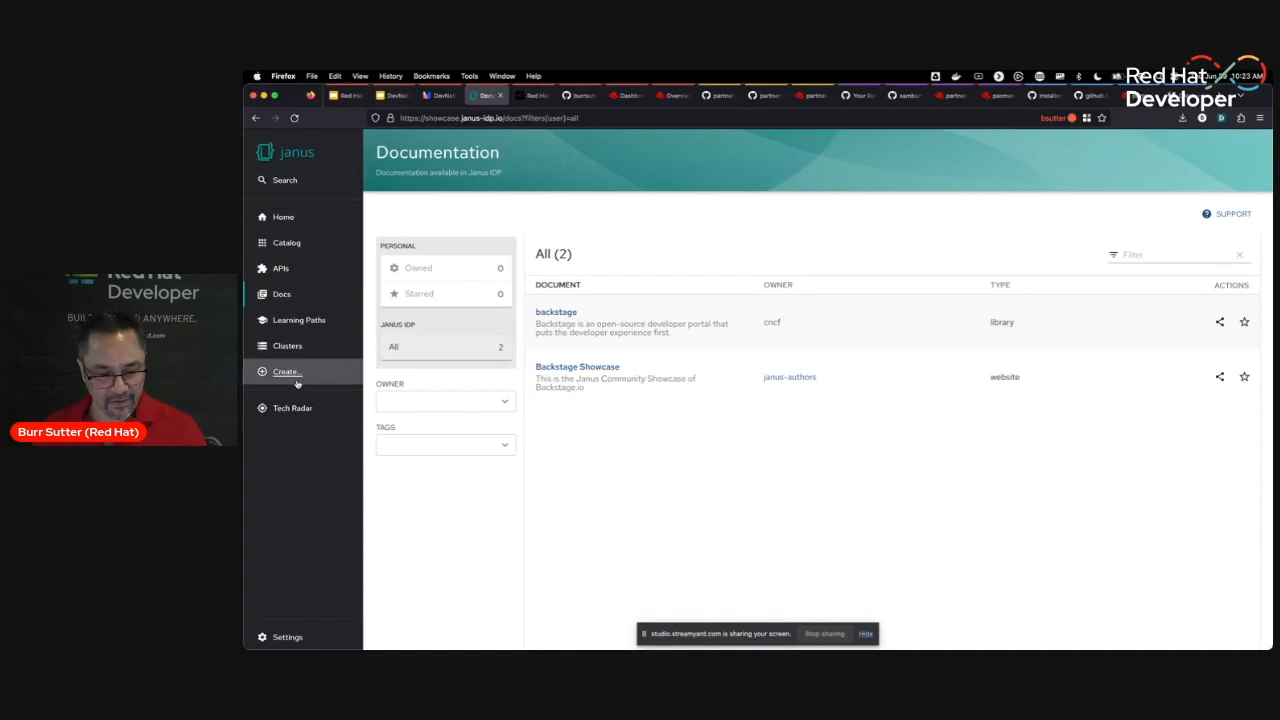 Red Hat
Developer
Firefox File Edit View History Bookmarks Tools Window Help
10:23 AM
https://showcase.janus-idp.io/docs?filters[user]=all
bsutter
janus
Search
Home
Catalog
APIs
Docs
Learning Paths
Clusters
Create...
Tech Radar
Settings
Documentation
Documentation available in Janus IDP
SUPPORT
PERSONAL
Owned 0
Starred 0
JANUS IDP
All 2
OWNER
TAGS
All (2)
Filter
DOCUMENT OWNER TYPE ACTIONS
backstage
Backstage is an open-source developer portal that
puts the developer experience first.
cncf
library
Backstage Showcase
This is the Janus Community Showcase of
Backstage.io
janus-authors
website
studio.streamyard.com is sharing your screen. Stop sharing Hide
Developer
Burr Sutter (Red Hat)